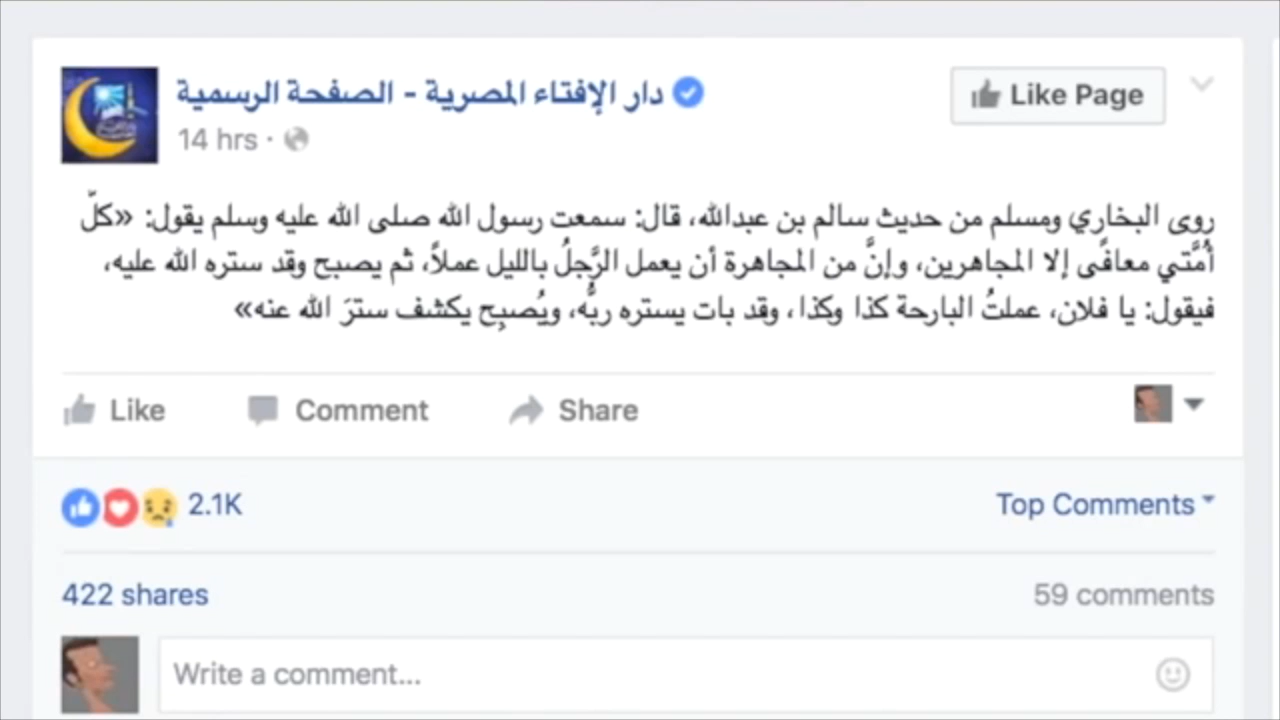 دار الإفتاء المصرية - الصفحة الرسمية
Like Page
14 hrs ·
روى البخاري ومسلم من حديث سالم بن عبدالله، قال: سمعت رسول الله صلى الله عليه وسلم يقول: «كلّ
أُمَّتي معافًى إلا المجاهرين، وإنَّ من المجاهرة أن يعمل الرَّجلُ بالليل عملاً، ثم يصبح وقد ستره الله عليه،
فيقول: يا فلان، عملتُ البارحة كذا وكذا، وقد بات يستره ربُّه، ويُصبِح يكشف سترَ الله عنه»
Like Comment Share
2.1K Top Comments
422 shares 59 comments
Write a comment...